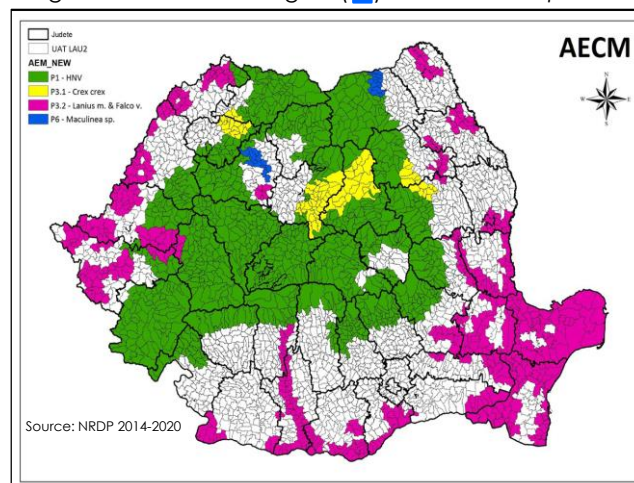 Judete
UAT LAU2
AEM_NEW
P1 - HNV
P3.1 - Crex crex
P3.2 - Lanius m. & Falco v.
P6 - Maculinea sp.
AECM
Source: NRDP 2014-2020